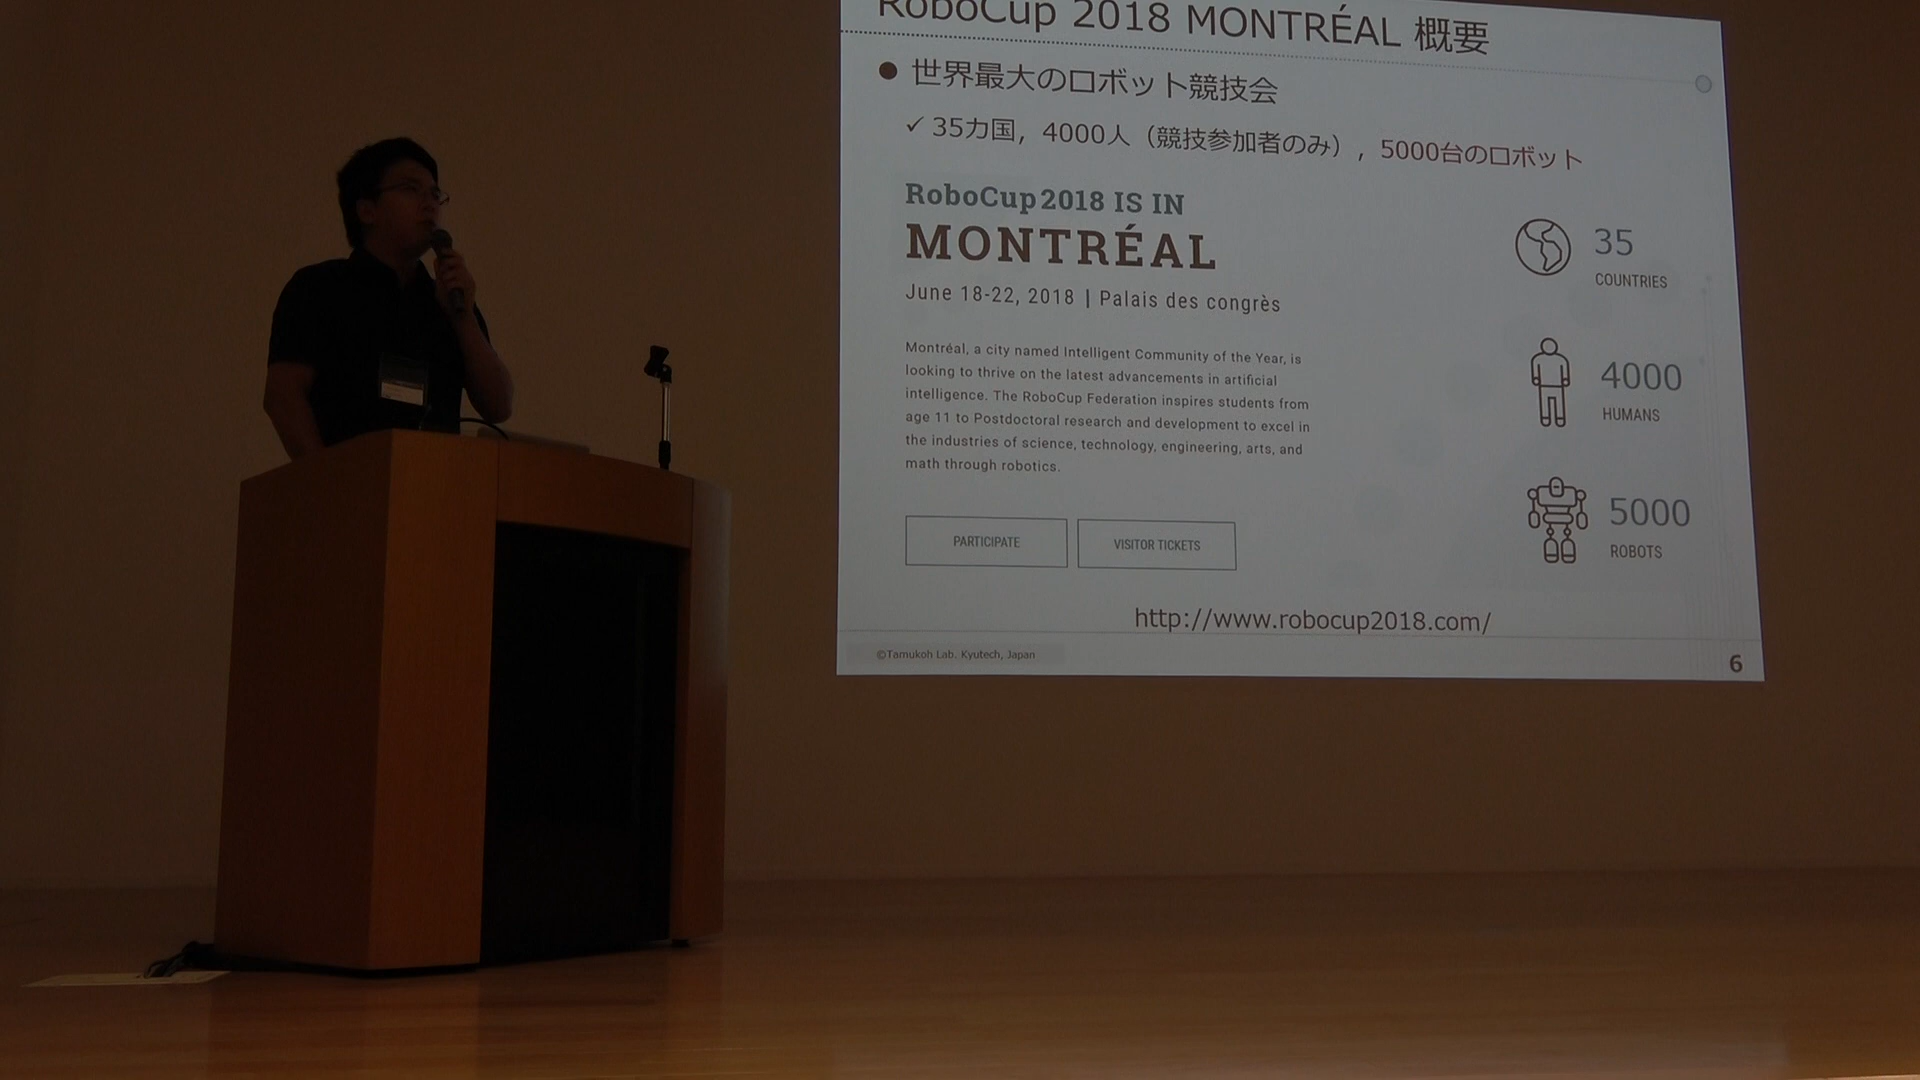 RoboCup 2018 MONTRÉAL 概要
● 世界最大のロボット競技会
✓ 35カ国，4000人（競技参加者のみ），5000台のロボット
RoboCup 2018 IS IN
MONTRÉAL
June 18-22, 2018 | Palais des congrès
Montréal, a city named Intelligent Community of the Year, is
looking to thrive on the latest advancements in artificial
intelligence. The RoboCup Federation inspires students from
age 11 to Postdoctoral research and development to excel in
the industries of science, technology, engineering, arts, and
math through robotics.
PARTICIPATE
VISITOR TICKETS
35
COUNTRIES
4000
HUMANS
5000
ROBOTS
http://www.robocup2018.com/
©Tamukoh Lab. Kyutech, Japan
6